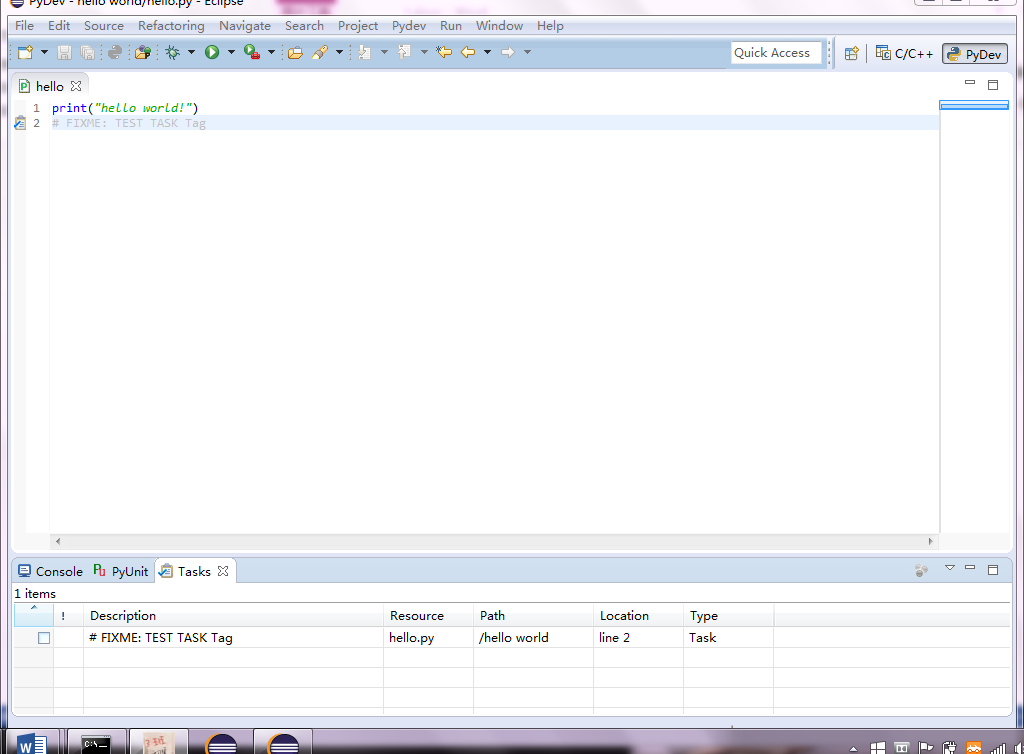 PyDev - hello world/hello.py - Eclipse
File Edit Source Refactoring Navigate Search Project Pydev Run Window Help
Quick Access C/C++ PyDev
hello
1 print("hello world!")
2 # FIXME: TEST TASK Tag
Console PyUnit Tasks
1 items
! Description Resource Path Location Type
# FIXME: TEST TASK Tag hello.py /hello world line 2 Task